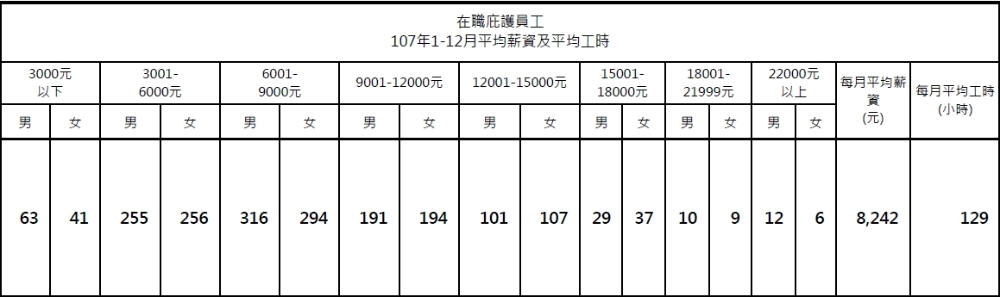 在職庇護員工
107年1-12月平均薪資及平均工時
3000元
以下
3001-
6000元
6001-
9000元
9001-12000元
12001-15000元
15001-
18000元
18001-
21999元
22000元
以上
每月平均薪
資
(元)
每月平均工時
(小時)
男 女 男 女 男 女 男 女 男 女 男 女 男 女 男 女
63 41 255 256 316 294 191 194 101 107 29 37 10 9 12 6 8,242 129